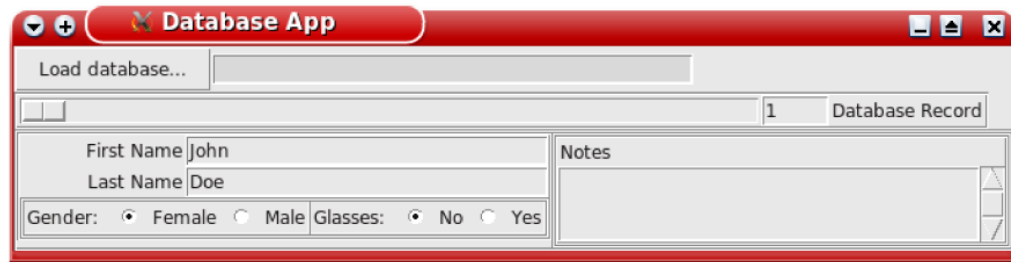 Database App
Load database...
1 Database Record
First Name John
Last Name Doe
Gender: Female Male Glasses: No Yes
Notes